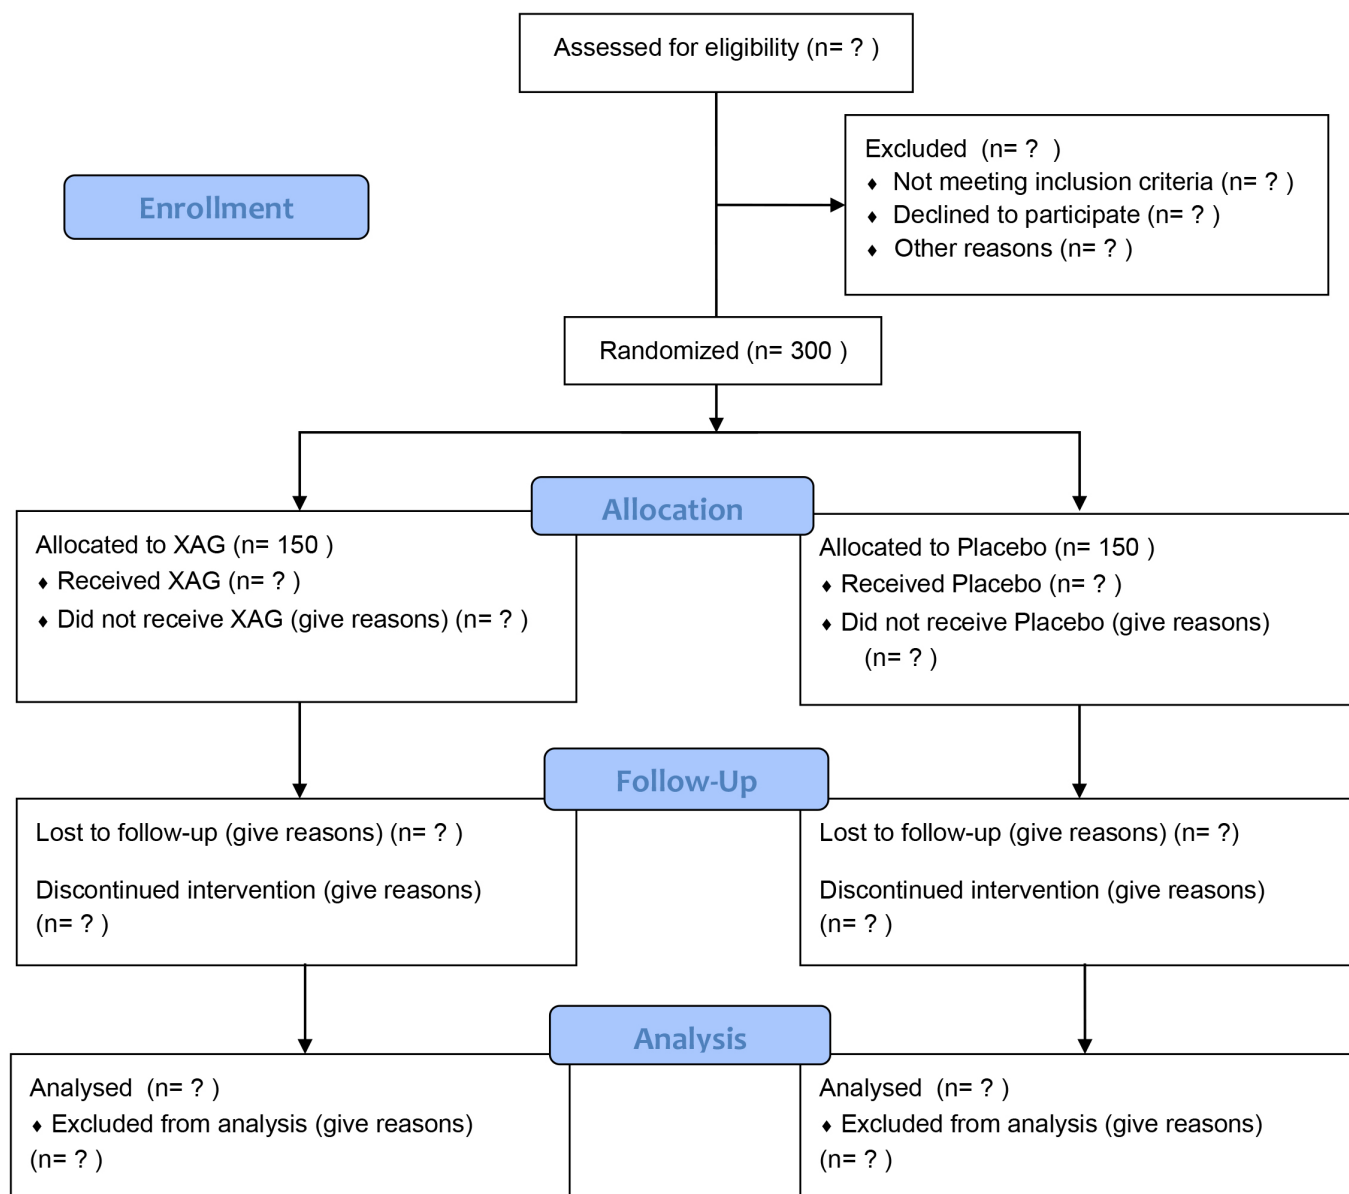 Assessed for eligibility (n= ? )
Excluded  (n= ?  )
♦ Not meeting inclusion criteria (n= ? )
♦ Declined to participate (n= ? )
♦ Other reasons (n= ? )
Enrollment
Randomized (n= 300 )
Allocation
Allocated to XAG (n= 150 )
♦ Received XAG (n= ? )
♦ Did not receive XAG (give reasons) (n= ? )
Allocated to Placebo (n= 150 )
♦ Received Placebo (n= ? )
♦ Did not receive Placebo (give reasons)
(n= ? )
Follow-Up
Lost to follow-up (give reasons) (n= ? )
Discontinued intervention (give reasons)
(n= ? )
Lost to follow-up (give reasons) (n= ?)
Discontinued intervention (give reasons)
(n= ? )
Analysis
Analysed  (n= ? )
♦ Excluded from analysis (give reasons)
(n= ? )
Analysed  (n= ? )
♦ Excluded from analysis (give reasons)
(n= ? )